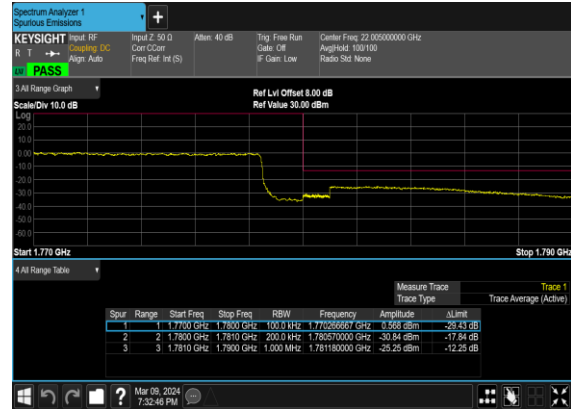 Spectrum Analyzer 1
Spurious Emissions
KEYSIGHT Input: RF Input Z: 50 Ω Atten: 40 dB Trig: Free Run Center Freq: 22.005000000 GHz
R T Coupling: DC Corr CCorr Gate: Off Avg|Hold: 100/100
Align: Auto Freq Ref: Int (S) IF Gain: Low Radio Std: None
PASS
3 All Range Graph
Ref Lvl Offset 8.00 dB
Scale/Div 10.0 dB Ref Value 30.00 dBm
Log
20.0
10.0
0.00
-10.0
-20.0
-30.0
-40.0
-50.0
-60.0
Start 1.770 GHz Stop 1.790 GHz
4 All Range Table
Measure Trace Trace 1
Trace Type Trace Average (Active)
Spur Range Start Freq Stop Freq RBW Frequency Amplitude ΔLimit
1 1 1.7700 GHz 1.7800 GHz 100.0 kHz 1.770266667 GHz 0.568 dBm -29.43 dB
2 2 1.7800 GHz 1.7810 GHz 200.0 kHz 1.780570000 GHz -30.84 dBm -17.84 dB
3 3 1.7810 GHz 1.7900 GHz 1.000 MHz 1.781180000 GHz -25.25 dBm -12.25 dB
? Mar 09, 2024
7:32:46 PM